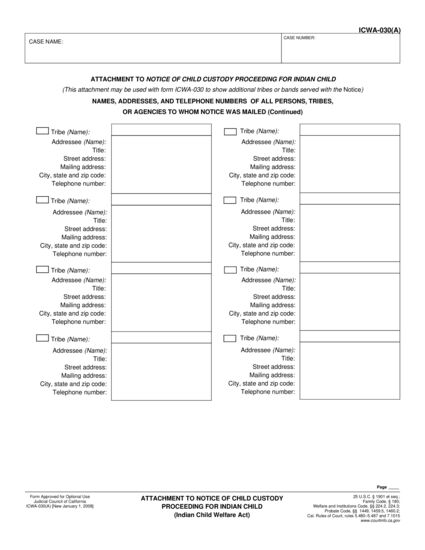 ICWA-030(A)
CASE NAME:
CASE NUMBER:
ATTACHMENT TO NOTICE OF CHILD CUSTODY PROCEEDING FOR INDIAN CHILD
(This attachment may be used with form ICWA-030 to show additional tribes or bands served with the Notice)
NAMES, ADDRESSES, AND TELEPHONE NUMBERS OF ALL PERSONS, TRIBES,
OR AGENCIES TO WHOM NOTICE WAS MAILED (Continued)
Tribe (Name):
Addressee (Name):
Title:
Street address:
Mailing address:
City, state and zip code:
Telephone number:
Tribe (Name):
Addressee (Name):
Title:
Street address:
Mailing address:
City, state and zip code:
Telephone number:
Tribe (Name):
Addressee (Name):
Title:
Street address:
Mailing address:
City, state and zip code:
Telephone number:
Tribe (Name):
Addressee (Name):
Title:
Street address:
Mailing address:
City, state and zip code:
Telephone number:
Tribe (Name):
Addressee (Name):
Title:
Street address:
Mailing address:
City, state and zip code:
Telephone number:
Tribe (Name):
Addressee (Name):
Title:
Street address:
Mailing address:
City, state and zip code:
Telephone number:
Tribe (Name):
Addressee (Name):
Title:
Street address:
Mailing address:
City, state and zip code:
Telephone number:
Tribe (Name):
Addressee (Name):
Title:
Street address:
Mailing address:
City, state and zip code:
Telephone number:
Page ____
Form Approved for Optional Use
Judicial Council of California
ICWA-030(A) [New January 1, 2008]
ATTACHMENT TO NOTICE OF CHILD CUSTODY
PROCEEDING FOR INDIAN CHILD
(Indian Child Welfare Act)
25 U.S.C. § 1901 et seq.;
Family Code, § 180;
Welfare and Institutions Code, §§ 224.2, 224.3;
Probate Code, §§ 1449, 1459.5, 1460.2;
Cal. Rules of Court, rules 5.480–5.487 and 7.1015
www.courtinfo.ca.gov